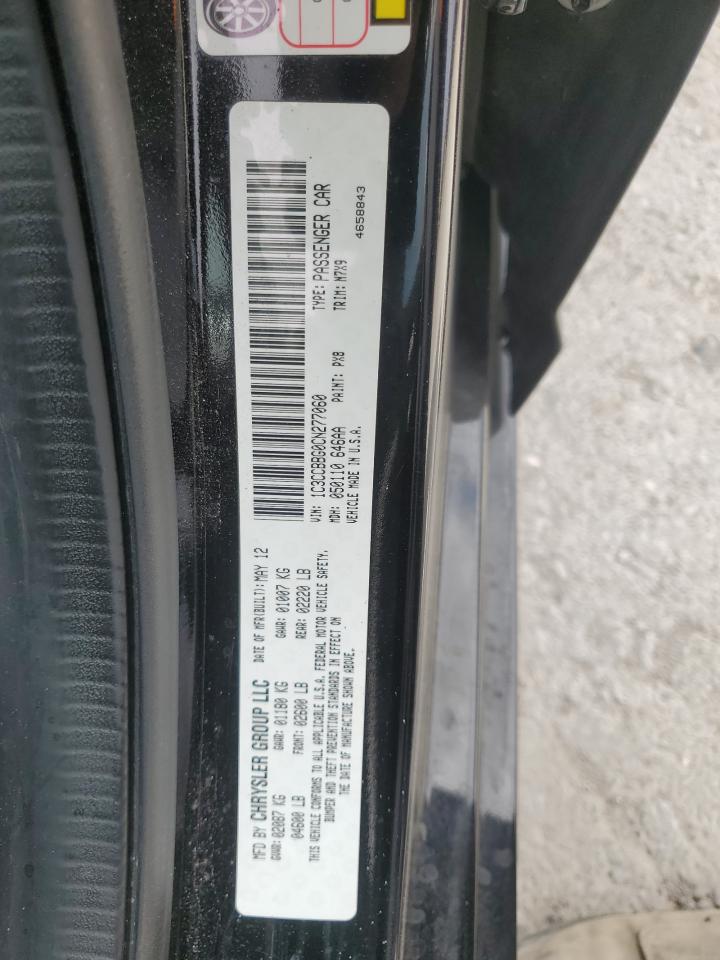 MFD BY CHRYSLER GROUP LLC DATE OF MFR(BUILT): MAY 12
GVWR: 02087 KG GAWR: 01180 KG GAWR: 01007 KG
04600 LB FRONT: 02600 LB REAR: 02220 LB
THIS VEHICLE CONFORMS TO ALL APPLICABLE U.S.A. FEDERAL MOTOR VEHICLE SAFETY,
BUMPER AND THEFT PREVENTION STANDARDS IN EFFECT ON
THE DATE OF MANUFACTURE SHOWN ABOVE.
VIN: 1C3CCBBG0CN277060 TYPE: PASSENGER CAR
MDH: 050110 646AA PAINT: PX8 TRIM: M7X9
VEHICLE MADE IN U.S.A. 4658843